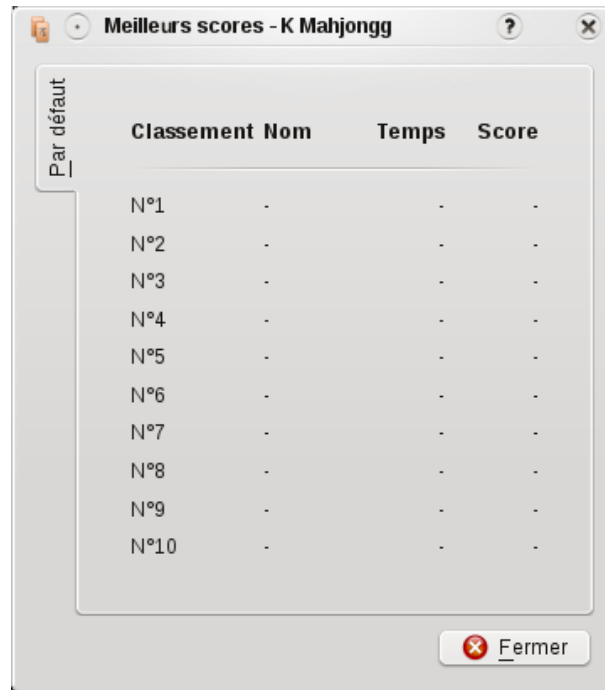 Meilleurs scores - K Mahjongg
?
Par défaut
Classement Nom Temps Score
N°1 - - -
N°2 - - -
N°3 - - -
N°4 - - -
N°5 - - -
N°6 - - -
N°7 - - -
N°8 - - -
N°9 - - -
N°10 - - -
Fermer